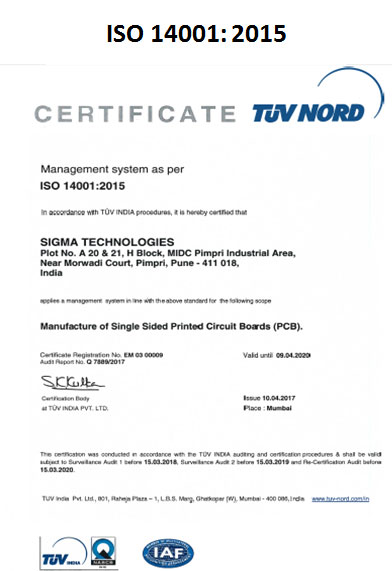 ISO 14001: 2015
CERTIFICATE TÜV NORD
Management system as per
ISO 14001:2015
In accordance with TÜV INDIA procedures, it is hereby certified that
SIGMA TECHNOLOGIES
Plot No. A 20 & 21, H Block, MIDC Pimpri Industrial Area,
Near Morwadi Court, Pimpri, Pune - 411 018,
India
applies a management system in line with the above standard for the following scope
Manufacture of Single Sided Printed Circuit Boards (PCB).
Certificate Registration No. EM 03 00009 Valid until 09.04.2020
Audit Report No. Q 7889/2017
Certification Body Issue 10.04.2017
at TÜV INDIA PVT. LTD. Place : Mumbai
This certification was conducted in accordance with the TÜV INDIA auditing and certification procedures & shall be valid
subject to Surveillance Audit 1 before 15.03.2018, Surveillance Audit 2 before 15.03.2019 and Re-Certification Audit before
15.03.2020.
TÜV India Pvt. Ltd., 801, Raheja Plaza – 1, L.B.S. Marg, Ghatkopar (W), Mumbai - 400 086, India www.tuv-nord.com/in
TÜV INDIA
NABCB
IAF